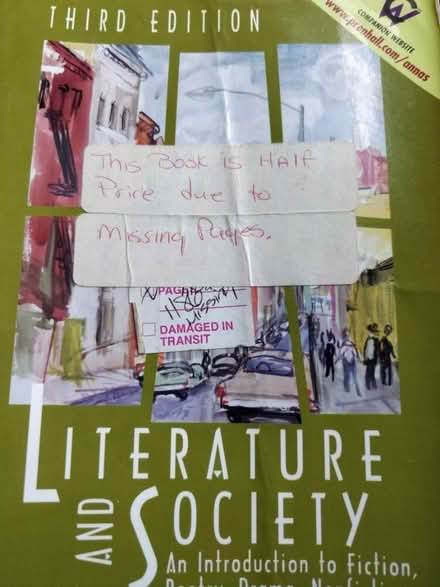 THIRD EDITION
COMPANION WEBSITE
www.prenhall.com/annas
This Book is Half
Price due to
Missing Pages.
DAMAGED IN
TRANSIT
LITERATURE
AND SOCIETY
An Introduction to Fiction,